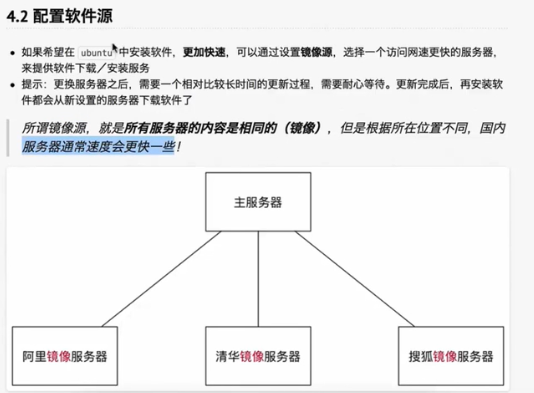 4.2 配置软件源
如果希望在 ubuntu 中安装软件，更加快速，可以通过设置镜像源，选择一个访问网速更快的服务器，
来提供软件下载／安装服务
提示：更换服务器之后，需要一个相对比较长时间的更新过程，需要耐心等待。更新完成后，再安装软
件都会从新设置的服务器下载软件了
所谓镜像源，就是所有服务器的内容是相同的（镜像），但是根据所在位置不同，国内
服务器通常速度会更快一些！
主服务器
阿里镜像服务器
清华镜像服务器
搜狐镜像服务器